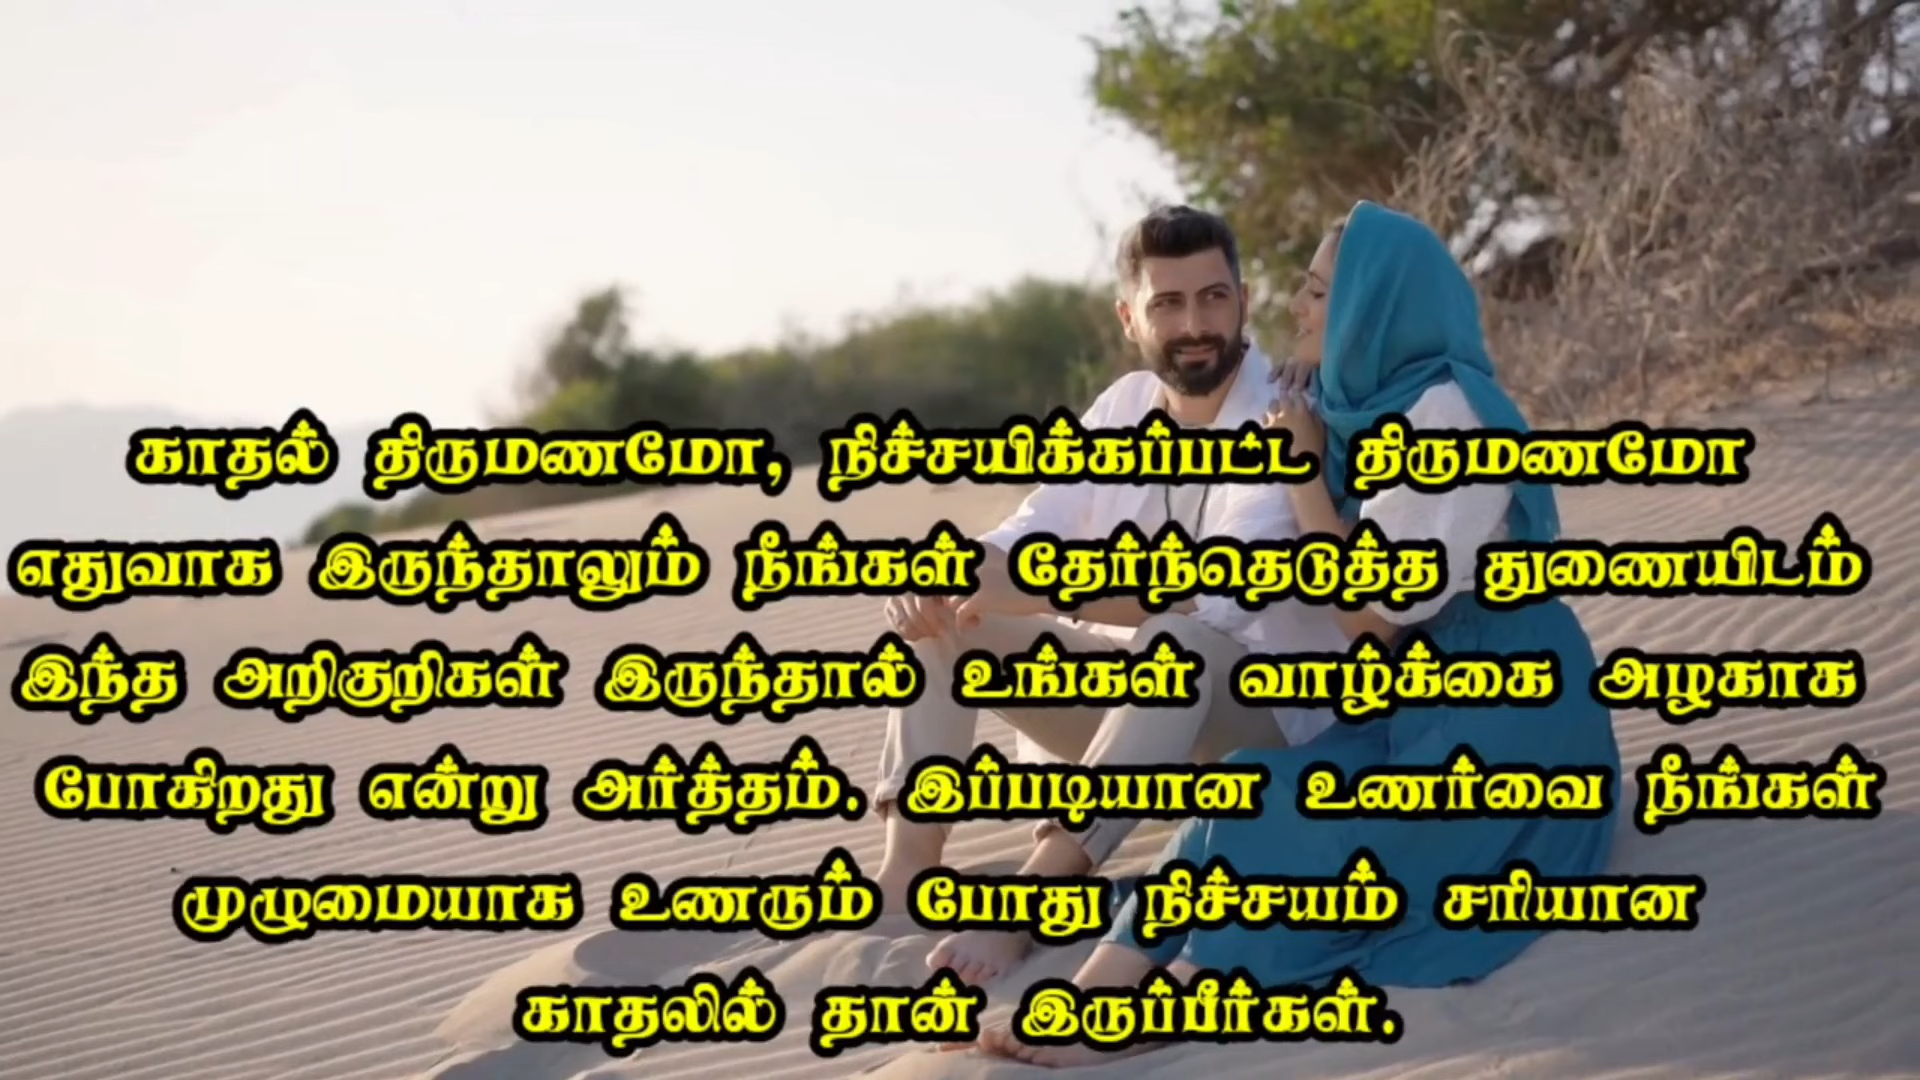 காதல் திருமணமோ, நிச்சயிக்கப்பட்ட திருமணமோ
எதுவாக இருந்தாலும் நீங்கள் தேர்ந்தெடுத்த துணையிடம்
இந்த அறிகுறிகள் இருந்தால் உங்கள் வாழ்க்கை அழகாக
போகிறது என்று அர்த்தம். இப்படியான உணர்வை நீங்கள்
முழுமையாக உணரும் போது நிச்சயம் சரியான
காதலில் தான் இருப்பீர்கள்.